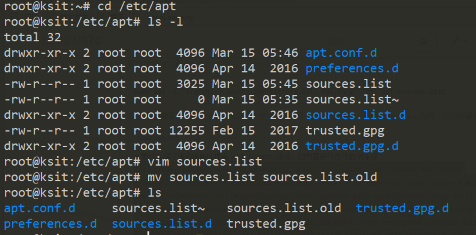 root@ksit:~# cd /etc/apt
root@ksit:/etc/apt# ls -l
total 32
drwxr-xr-x 2 root root  4096 Mar 15 05:46 apt.conf.d
drwxr-xr-x 2 root root  4096 Apr 14  2016 preferences.d
-rw-r--r-- 1 root root  3025 Mar 15 05:45 sources.list
-rw-r--r-- 1 root root     0 Mar 15 05:35 sources.list~
drwxr-xr-x 2 root root  4096 Apr 14  2016 sources.list.d
-rw-r--r-- 1 root root 12255 Feb 15  2017 trusted.gpg
drwxr-xr-x 2 root root  4096 Apr 14  2016 trusted.gpg.d
root@ksit:/etc/apt# vim sources.list
root@ksit:/etc/apt# mv sources.list sources.list.old
root@ksit:/etc/apt# ls
apt.conf.d     sources.list~   sources.list.old  trusted.gpg.d
preferences.d  sources.list.d  trusted.gpg